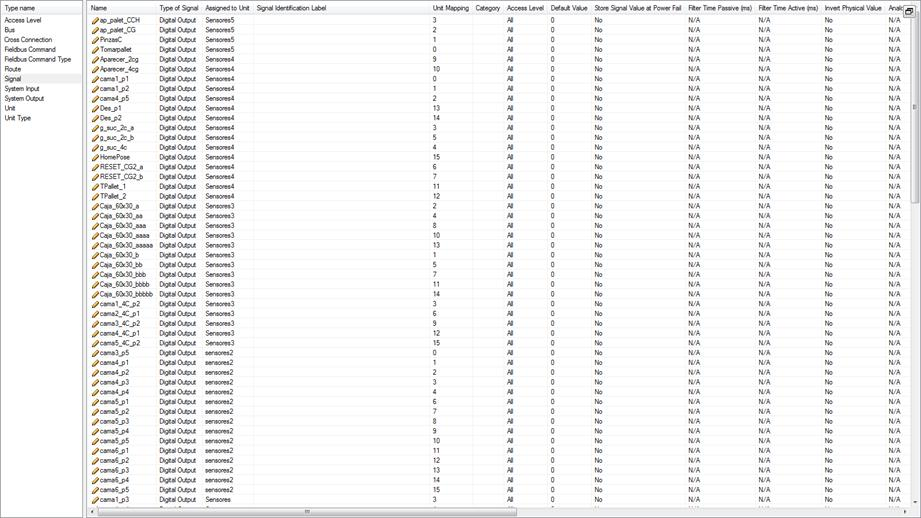 Type name
Access Level
Bus
Cross Connection
Fieldbus Command
Fieldbus Command Type
Route
Signal
System Input
System Output
Unit
Unit Type
Name Type of Signal Assigned to Unit Signal Identification Label Unit Mapping Category Access Level Default Value Store Signal Value at Power Fail Filter Time Passive (ms) Filter Time Active (ms) Invert Physical Value Analo
ap_palet_CCH Digital Output Sensores5 3 All 0 No N/A N/A No N/A
ap_palet_CG Digital Output Sensores5 2 All 0 No N/A N/A No N/A
PinzasC Digital Output Sensores5 1 All 0 No N/A N/A No N/A
Tomarpallet Digital Output Sensores5 0 All 0 No N/A N/A No N/A
Aparecer_2cg Digital Output Sensores4 9 All 0 No N/A N/A No N/A
Aparecer_4cg Digital Output Sensores4 10 All 0 No N/A N/A No N/A
cama1_p1 Digital Output Sensores4 0 All 0 No N/A N/A No N/A
cama1_p2 Digital Output Sensores4 1 All 0 No N/A N/A No N/A
cama4_p5 Digital Output Sensores4 2 All 0 No N/A N/A No N/A
Des_p1 Digital Output Sensores4 13 All 0 No N/A N/A No N/A
Des_p2 Digital Output Sensores4 14 All 0 No N/A N/A No N/A
g_suc_2c_a Digital Output Sensores4 3 All 0 No N/A N/A No N/A
g_suc_2c_b Digital Output Sensores4 5 All 0 No N/A N/A No N/A
g_suc_4c Digital Output Sensores4 4 All 0 No N/A N/A No N/A
HomePose Digital Output Sensores4 15 All 0 No N/A N/A No N/A
RESET_CG2_a Digital Output Sensores4 6 All 0 No N/A N/A No N/A
RESET_CG2_b Digital Output Sensores4 7 All 0 No N/A N/A No N/A
TPallet_1 Digital Output Sensores4 11 All 0 No N/A N/A No N/A
TPallet_2 Digital Output Sensores4 12 All 0 No N/A N/A No N/A
Caja_60x30_a Digital Output Sensores3 2 All 0 No N/A N/A No N/A
Caja_60x30_aa Digital Output Sensores3 4 All 0 No N/A N/A No N/A
Caja_60x30_aaa Digital Output Sensores3 8 All 0 No N/A N/A No N/A
Caja_60x30_aaaa Digital Output Sensores3 10 All 0 No N/A N/A No N/A
Caja_60x30_aaaaa Digital Output Sensores3 13 All 0 No N/A N/A No N/A
Caja_60x30_b Digital Output Sensores3 1 All 0 No N/A N/A No N/A
Caja_60x30_bb Digital Output Sensores3 5 All 0 No N/A N/A No N/A
Caja_60x30_bbb Digital Output Sensores3 7 All 0 No N/A N/A No N/A
Caja_60x30_bbbb Digital Output Sensores3 11 All 0 No N/A N/A No N/A
Caja_60x30_bbbbb Digital Output Sensores3 14 All 0 No N/A N/A No N/A
cama1_4C_p2 Digital Output Sensores3 3 All 0 No N/A N/A No N/A
cama2_4C_p1 Digital Output Sensores3 6 All 0 No N/A N/A No N/A
cama3_4C_p2 Digital Output Sensores3 9 All 0 No N/A N/A No N/A
cama4_4C_p1 Digital Output Sensores3 12 All 0 No N/A N/A No N/A
cama5_4C_p2 Digital Output Sensores3 15 All 0 No N/A N/A No N/A
cama3_p5 Digital Output sensores2 0 All 0 No N/A N/A No N/A
cama4_p1 Digital Output sensores2 1 All 0 No N/A N/A No N/A
cama4_p2 Digital Output sensores2 2 All 0 No N/A N/A No N/A
cama4_p3 Digital Output sensores2 3 All 0 No N/A N/A No N/A
cama4_p4 Digital Output sensores2 4 All 0 No N/A N/A No N/A
cama5_p1 Digital Output sensores2 6 All 0 No N/A N/A No N/A
cama5_p2 Digital Output sensores2 7 All 0 No N/A N/A No N/A
cama5_p3 Digital Output sensores2 8 All 0 No N/A N/A No N/A
cama5_p4 Digital Output sensores2 9 All 0 No N/A N/A No N/A
cama5_p5 Digital Output sensores2 10 All 0 No N/A N/A No N/A
cama6_p1 Digital Output sensores2 11 All 0 No N/A N/A No N/A
cama6_p2 Digital Output sensores2 12 All 0 No N/A N/A No N/A
cama6_p3 Digital Output sensores2 13 All 0 No N/A N/A No N/A
cama6_p4 Digital Output sensores2 14 All 0 No N/A N/A No N/A
cama6_p5 Digital Output sensores2 15 All 0 No N/A N/A No N/A
cama1_p3 Digital Output Sensores 3 All 0 No N/A N/A No N/A